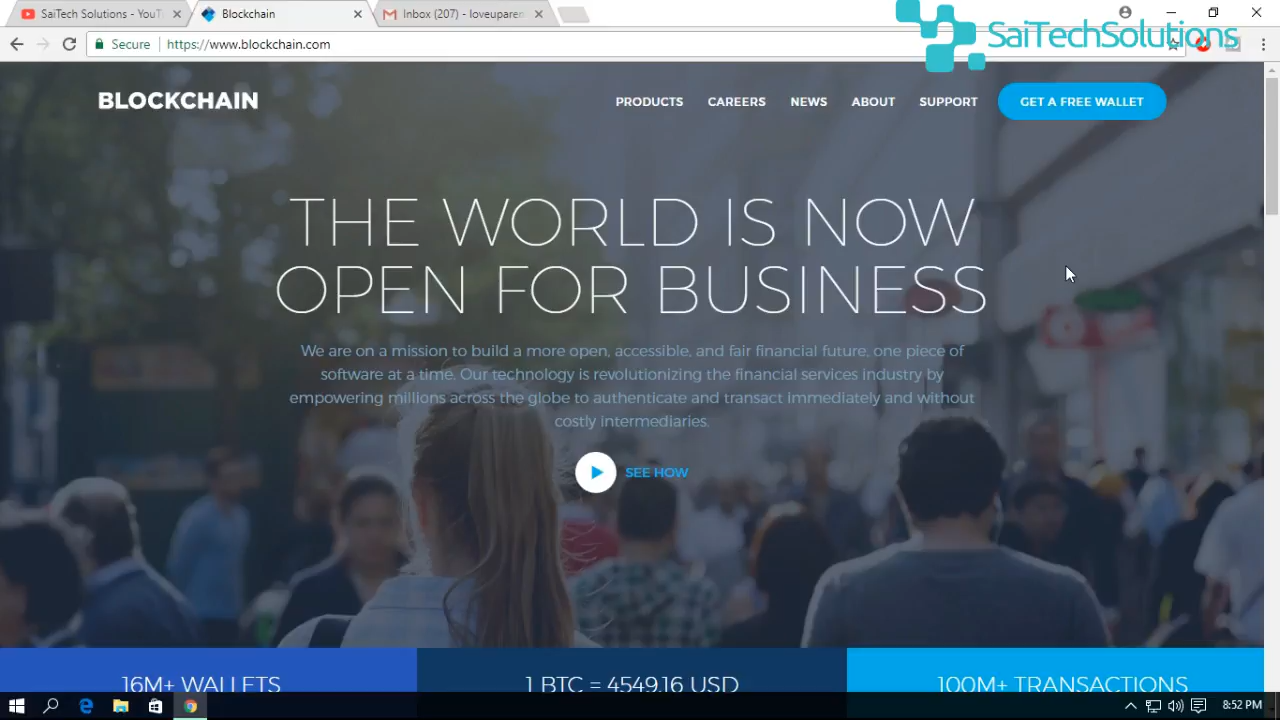 SaiTech Solutions - YouT
Blockchain
Inbox (207) - loveuparen
SaiTechSolutions
Secure
https://www.blockchain.com
BLOCKCHAIN
PRODUCTS
CAREERS
NEWS
ABOUT
SUPPORT
GET A FREE WALLET
THE WORLD IS NOW
OPEN FOR BUSINESS
We are on a mission to build a more open, accessible, and fair financial future, one piece of
software at a time. Our technology is revolutionizing the financial services industry by
empowering millions across the globe to authenticate and transact immediately and without
costly intermediaries.
SEE HOW
16M+ WALLETS
1 BTC = 4549.16 USD
100M+ TRANSACTIONS
8:52 PM